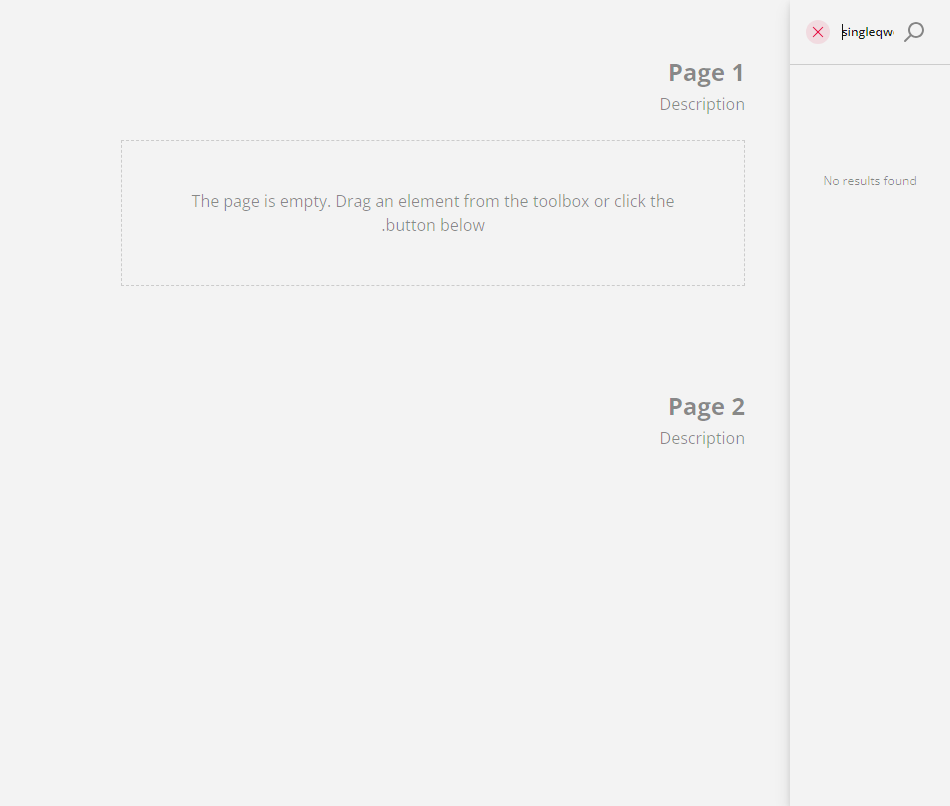 singleqw
No results found
Page 1
Description
The page is empty. Drag an element from the toolbox or click the
.button below
Page 2
Description